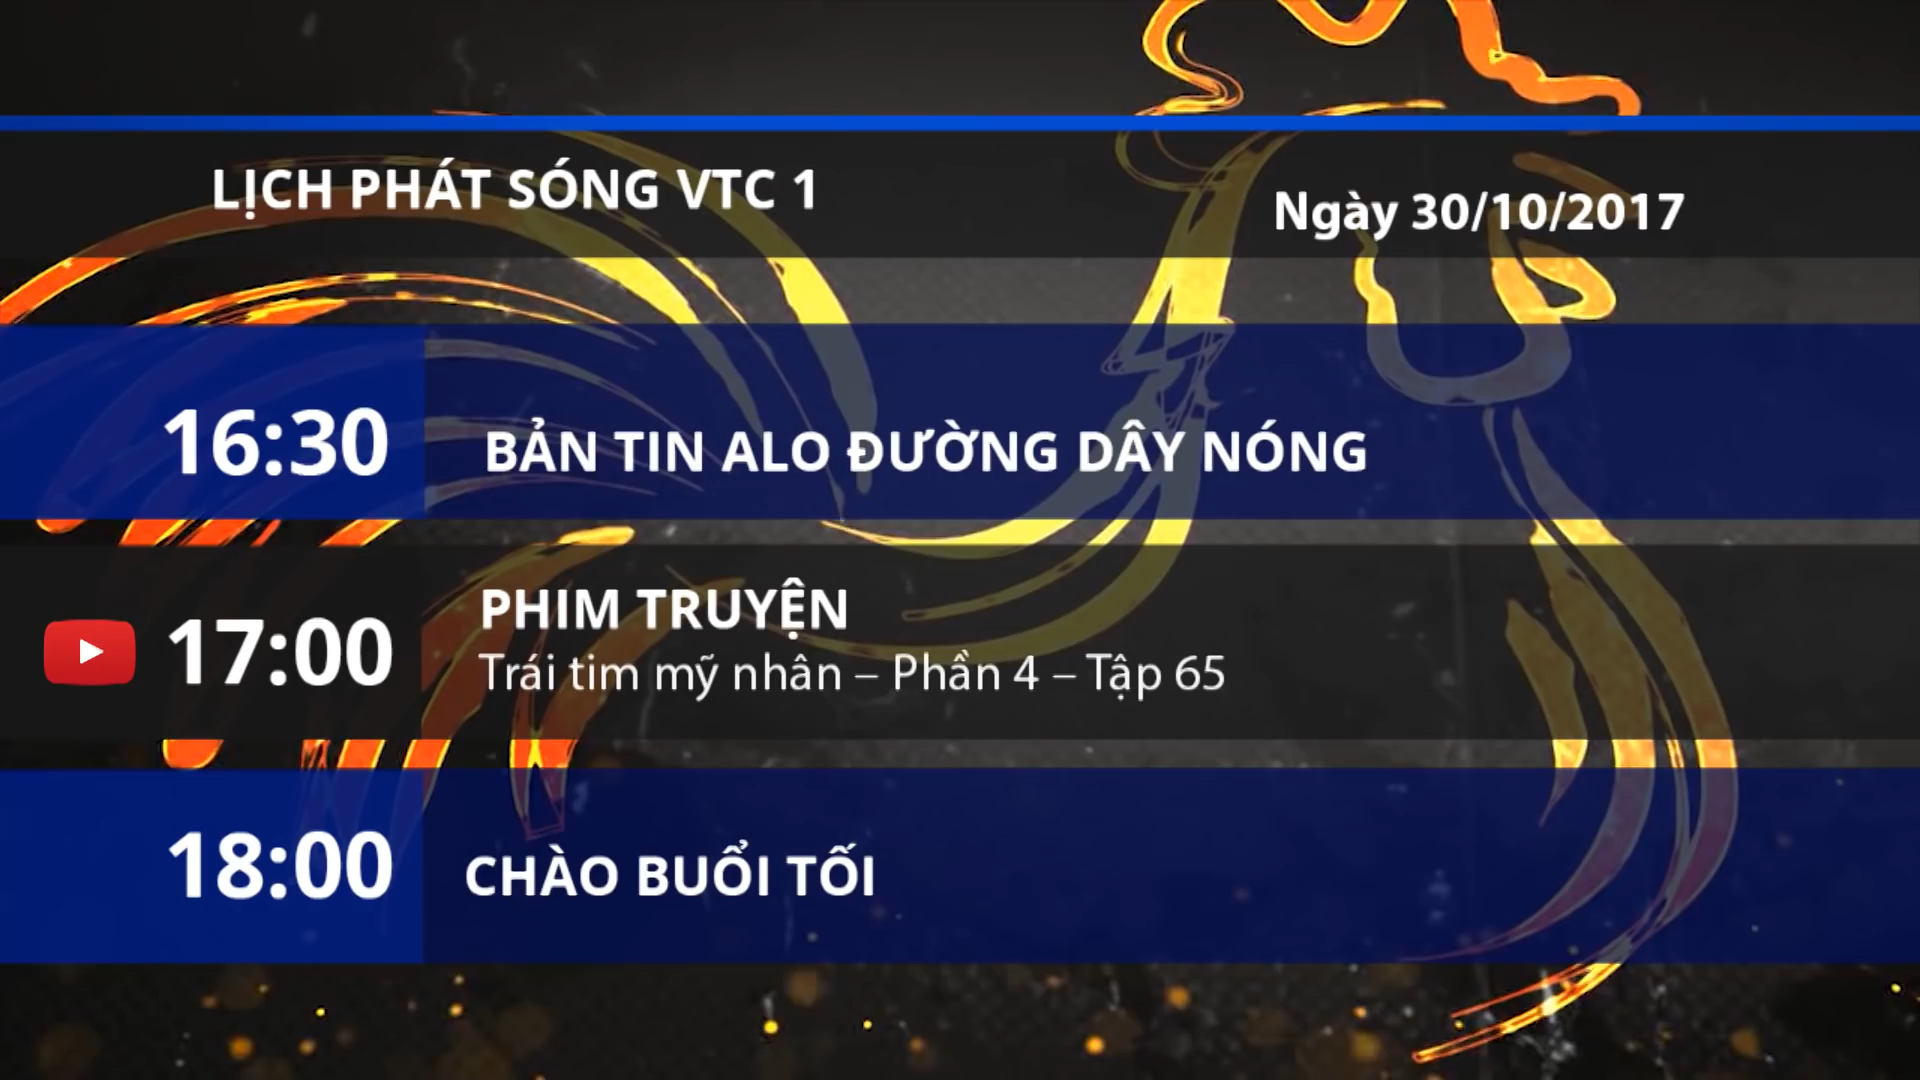 LỊCH PHÁT SÓNG VTC 1
Ngày 30/10/2017
16:30
BẢN TIN ALO ĐƯỜNG DÂY NÓNG
17:00
PHIM TRUYỆN
Trái tim mỹ nhân – Phần 4 – Tập 65
18:00
CHÀO BUỔI TỐI